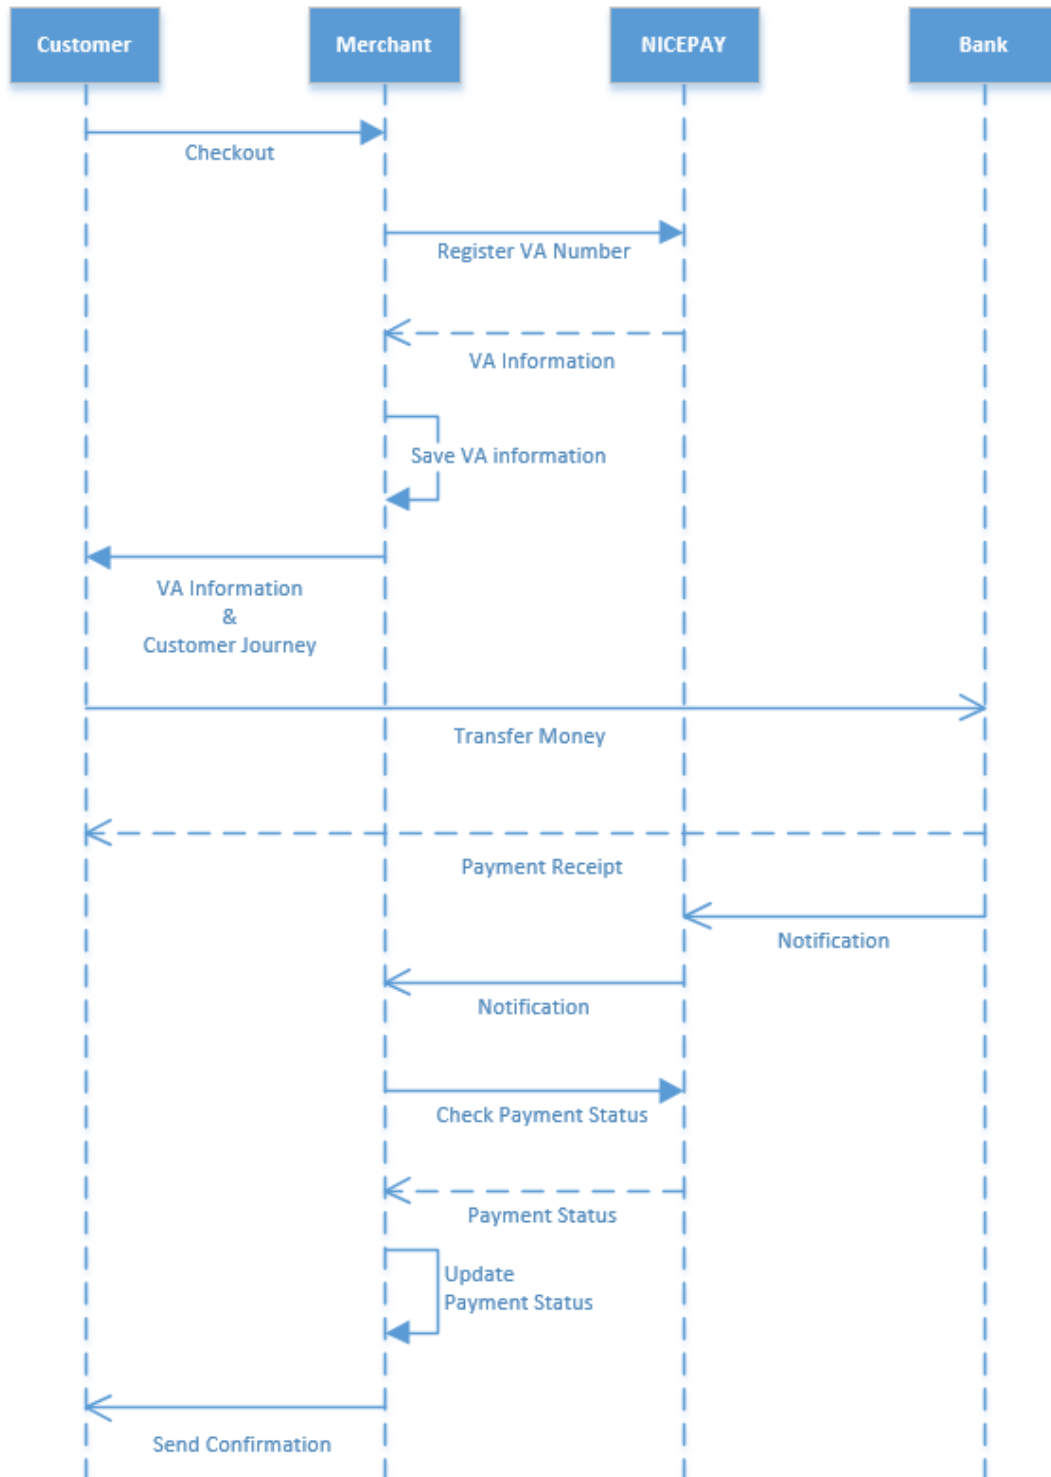 Customer
Merchant
NICEPAY
Bank
Checkout
Register VA Number
VA Information
Save VA information
VA Information
&
Customer Journey
Transfer Money
Payment Receipt
Notification
Notification
Check Payment Status
Payment Status
Update
Payment Status
Send Confirmation